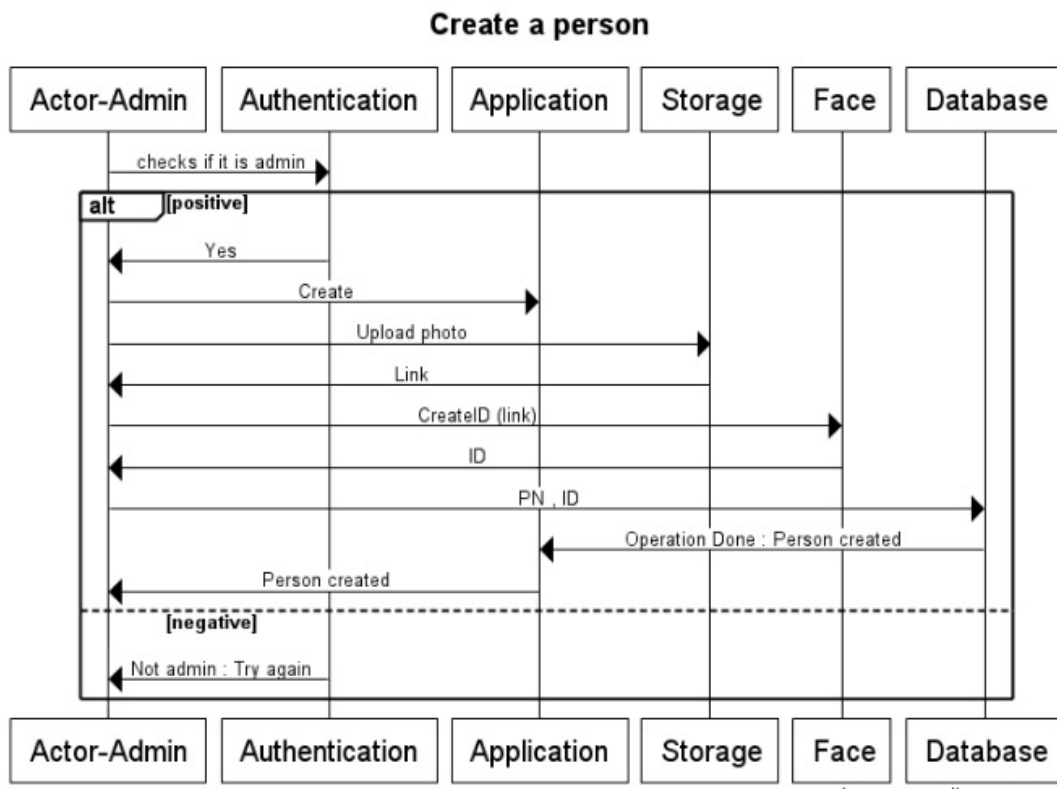 Create a person
Actor-Admin Authentication Application Storage Face Database
checks if it is admin
alt [positive]
Yes
Create
Upload photo
Link
CreateID (link)
ID
PN , ID
Operation Done : Person created
Person created
[negative]
Not admin : Try again
Actor-Admin Authentication Application Storage Face Database